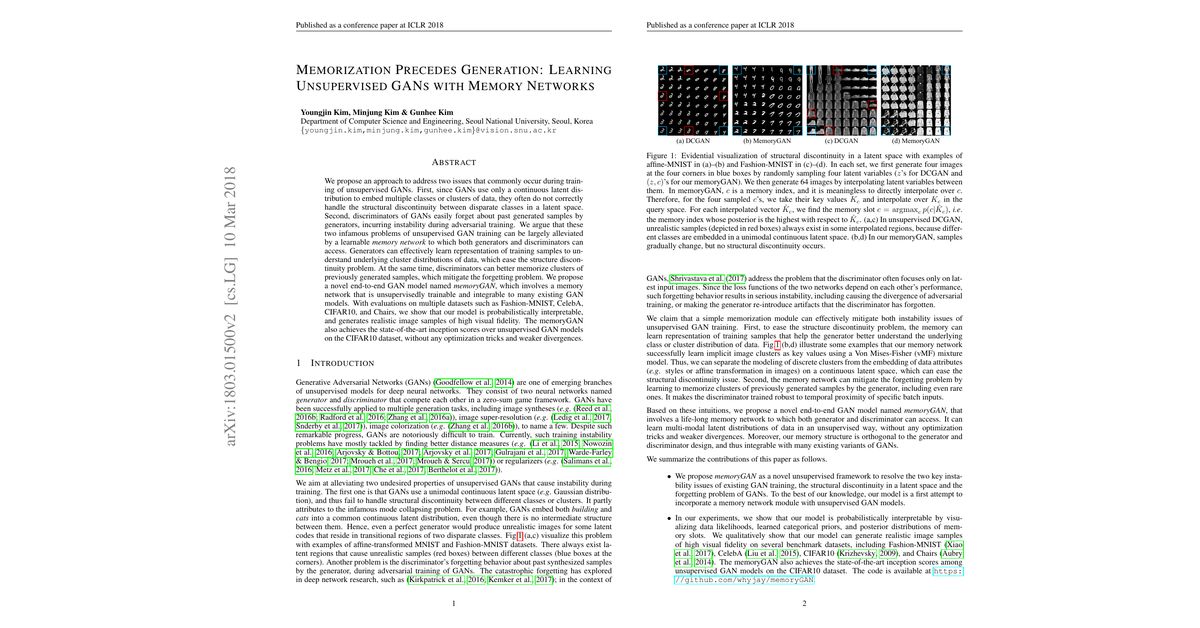 Published as a conference paper at ICLR 2018
MEMORIZATION PRECEDES GENERATION: LEARNING
UNSUPERVISED GANS WITH MEMORY NETWORKS
Youngjin Kim, Minjung Kim & Gunhee Kim
Department of Computer Science and Engineering, Seoul National University, Seoul, Korea
{youngjin.kim,minjung.kim,gunhee.kim}@vision.snu.ac.kr
ABSTRACT
We propose an approach to address two issues that commonly occur during train-
ing of unsupervised GANs. First, since GANs use only a continuous latent dis-
tribution to embed multiple classes or clusters of data, they often do not correctly
handle the structural discontinuity between disparate classes in a latent space.
Second, discriminators of GANs easily forget about past generated samples by
generators, incurring instability during adversarial training. We argue that these
two infamous problems of unsupervised GAN training can be largely alleviated
by a learnable memory network to which both generators and discriminators can
access. Generators can effectively learn representation of training samples to un-
derstand underlying cluster distributions of data, which ease the structure discon-
tinuity problem. At the same time, discriminators can better memorize clusters of
previously generated samples, which mitigate the forgetting problem. We propose
a novel end-to-end GAN model named memoryGAN, which involves a memory
network that is unsupervisedly trainable and integrable to many existing GAN
models. With evaluations on multiple datasets such as Fashion-MNIST, CelebA,
CIFAR10, and Chairs, we show that our model is probabilistically interpretable,
and generates realistic image samples of high visual fidelity. The memoryGAN
also achieves the state-of-the-art inception scores over unsupervised GAN models
on the CIFAR10 dataset, without any optimization tricks and weaker divergences.
1 INTRODUCTION
Generative Adversarial Networks (GANs) (Goodfellow et al., 2014) are one of emerging branches
of unsupervised models for deep neural networks. They consist of two neural networks named
generator and discriminator that compete each other in a zero-sum game framework. GANs have
been successfully applied to multiple generation tasks, including image syntheses (e.g. (Reed et al.,
2016b; Radford et al., 2016; Zhang et al., 2016a)), image super-resolution (e.g. (Ledig et al., 2017;
Sønderby et al., 2017)), image colorization (e.g. (Zhang et al., 2016b)), to name a few. Despite such
remarkable progress, GANs are notoriously difficult to train. Currently, such training instability
problems have mostly tackled by finding better distance measures (e.g. (Li et al., 2015; Nowozin
et al., 2016; Arjovsky & Bottou, 2017; Arjovsky et al., 2017; Gulrajani et al., 2017; Warde-Farley
& Bengio, 2017; Mroueh et al., 2017; Mroueh & Sercu, 2017)) or regularizers (e.g. (Salimans et al.,
2016; Metz et al., 2017; Che et al., 2017; Berthelot et al., 2017)).
We aim at alleviating two undesired properties of unsupervised GANs that cause instability during
training. The first one is that GANs use a unimodal continuous latent space (e.g. Gaussian distribu-
tion), and thus fail to handle structural discontinuity between different classes or clusters. It partly
attributes to the infamous mode collapsing problem. For example, GANs embed both building and
cats into a common continuous latent distribution, even though there is no intermediate structure
between them. Hence, even a perfect generator would produce unrealistic images for some latent
codes that reside in transitional regions of two disparate classes. Fig.1 (a,c) visualize this problem
with examples of affine-transformed MNIST and Fashion-MNIST datasets. There always exist la-
tent regions that cause unrealistic samples (red boxes) between different classes (blue boxes at the
corners). Another problem is the discriminator's forgetting behavior about past synthesized samples
by the generator, during adversarial training of GANs. The catastrophic forgetting has explored
in deep network research, such as (Kirkpatrick et al., 2016; Kemker et al., 2017); in the context of
1
arXiv:1803.01500v2 [cs.LG] 10 Mar 2018
Published as a conference paper at ICLR 2018
(a) DCGAN (b) MemoryGAN (c) DCGAN (d) MemoryGAN
Figure 1: Evidential visualization of structural discontinuity in a latent space with examples of
affine-MNIST in (a)–(b) and Fashion-MNIST in (c)–(d). In each set, we first generate four images
at the four corners in blue boxes by randomly sampling four latent variables (z's for DCGAN and
(z, c)'s for our memoryGAN). We then generate 64 images by interpolating latent variables between
them. In memoryGAN, c is a memory index, and it is meaningless to directly interpolate over c.
Therefore, for the four sampled c's, we take their key values K_c and interpolate over K_c in the
query space. For each interpolated vector K̂_c, we find the memory slot c = argmax_c p(c|K̂_c), i.e.
the memory index whose posterior is the highest with respect to K̂_c. (a,c) In unsupervised DCGAN,
unrealistic samples (depicted in red boxes) always exist in some interpolated regions, because differ-
ent classes are embedded in a unimodal continuous latent space. (b,d) In our memoryGAN, samples
gradually change, but no structural discontinuity occurs.
GANs, Shrivastava et al. (2017) address the problem that the discriminator often focuses only on lat-
est input images. Since the loss functions of the two networks depend on each other's performance,
such forgetting behavior results in serious instability, including causing the divergence of adversarial
training, or making the generator re-introduce artifacts that the discriminator has forgotten.
We claim that a simple memorization module can effectively mitigate both instability issues of
unsupervised GAN training. First, to ease the structure discontinuity problem, the memory can
learn representation of training samples that help the generator better understand the underlying
class or cluster distribution of data. Fig.1 (b,d) illustrate some examples that our memory network
successfully learn implicit image clusters as key values using a Von Mises-Fisher (vMF) mixture
model. Thus, we can separate the modeling of discrete clusters from the embedding of data attributes
(e.g. styles or affine transformation in images) on a continuous latent space, which can ease the
structural discontinuity issue. Second, the memory network can mitigate the forgetting problem by
learning to memorize clusters of previously generated samples by the generator, including even rare
ones. It makes the discriminator trained robust to temporal proximity of specific batch inputs.
Based on these intuitions, we propose a novel end-to-end GAN model named memoryGAN, that
involves a life-long memory network to which both generator and discriminator can access. It can
learn multi-modal latent distributions of data in an unsupervised way, without any optimization
tricks and weaker divergences. Moreover, our memory structure is orthogonal to the generator and
discriminator design, and thus integrable with many existing variants of GANs.
We summarize the contributions of this paper as follows.
• We propose memoryGAN as a novel unsupervised framework to resolve the two key insta-
bility issues of existing GAN training, the structural discontinuity in a latent space and the
forgetting problem of GANs. To the best of our knowledge, our model is a first attempt to
incorporate a memory module with unsupervised GAN models.
• In our experiments, we show that our model is probabilistically interpretable by visu-
alizing data likelihoods, learned categorical priors, and posterior distributions of mem-
ory slots. We qualitatively show that our model can generate realistic image samples
of high visual fidelity on several benchmark datasets, including Fashion-MNIST (Xiao
et al., 2017), CelebA (Liu et al., 2015), CIFAR10 (Krizhevsky, 2009), and Chairs (Aubry
et al., 2014). The memoryGAN also achieves the state-of-the-art inception scores among
unsupervised GAN models on the CIFAR10 dataset. The code is available at https:
//github.com/whyjay/memoryGAN.
2